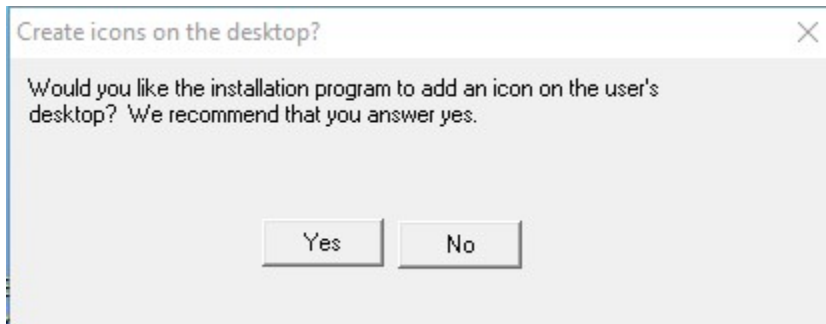 Create icons on the desktop?
Would you like the installation program to add an icon on the user's
desktop?  We recommend that you answer yes.
Yes No